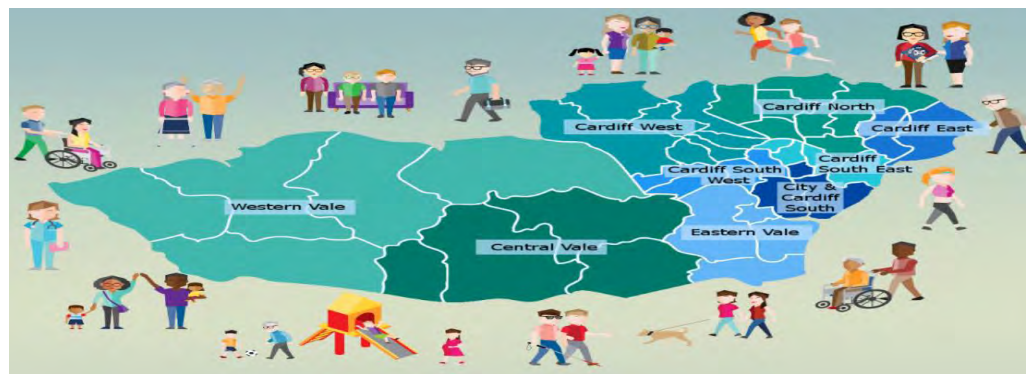 Cardiff North
Cardiff West
Cardiff East
Cardiff
South East
Cardiff South
West
City &
Cardiff
South
Western Vale
Eastern Vale
Central Vale